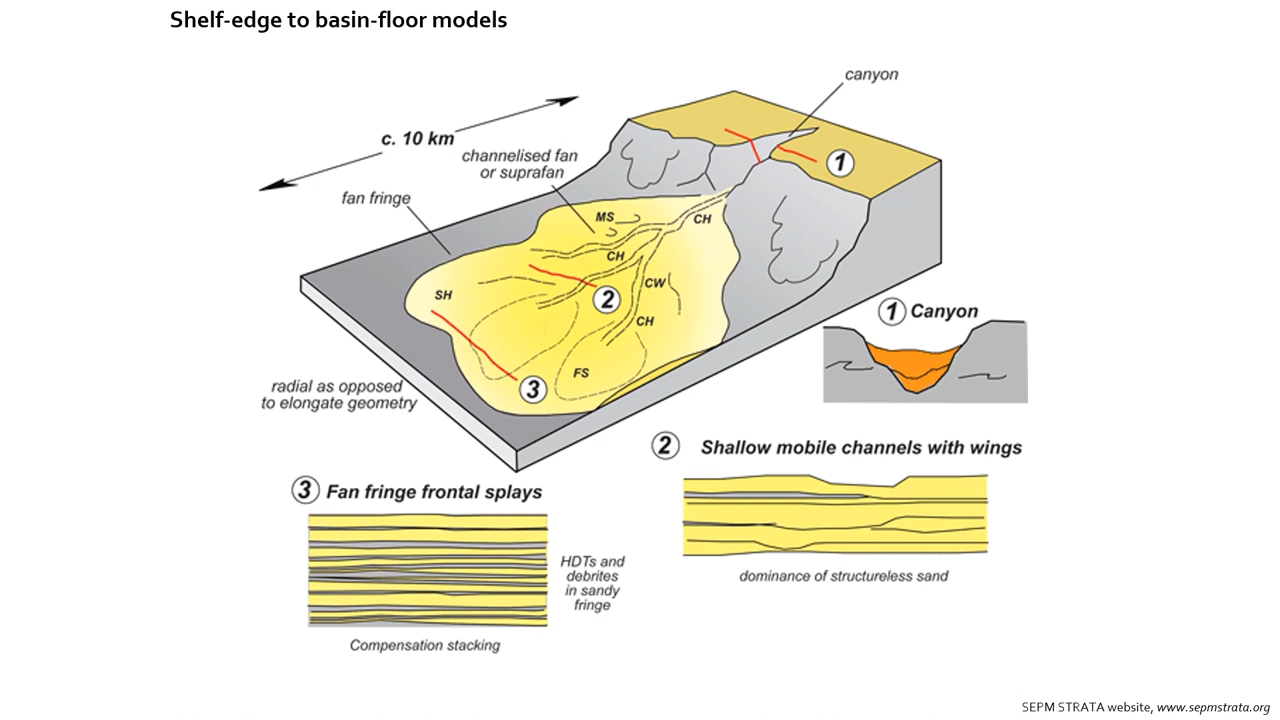 Shelf-edge to basin-floor models
canyon
c. 10 km
channelised fan
or suprafan
1
fan fringe
MS
CH
CH
CW
SH
2
CH
1 Canyon
FS
3
radial as opposed
to elongate geometry
2 Shallow mobile channels with wings
3 Fan fringe frontal splays
HDTs and
debrites
in sandy
fringe
dominance of structureless sand
Compensation stacking
SEPM STRATA website, www.sepmstrata.org